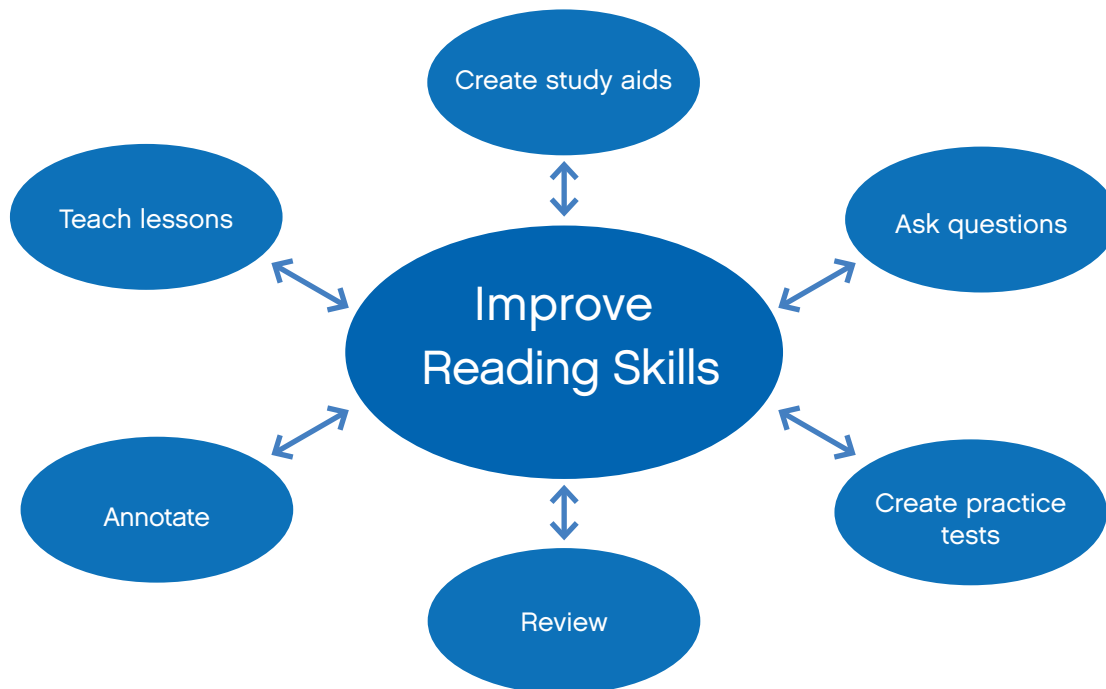 Create study aids
Teach lessons
Ask questions
Improve
Reading Skills
Annotate
Create practice
tests
Review